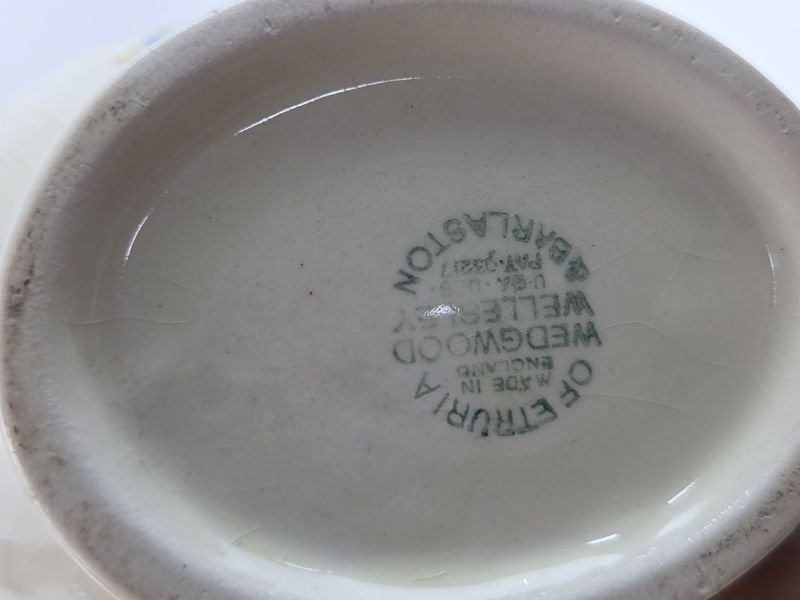 OF ETRURIA
MADE IN
ENGLAND
WEDGWOOD
WELLESLEY
PAT. 93217
& BARLASTON